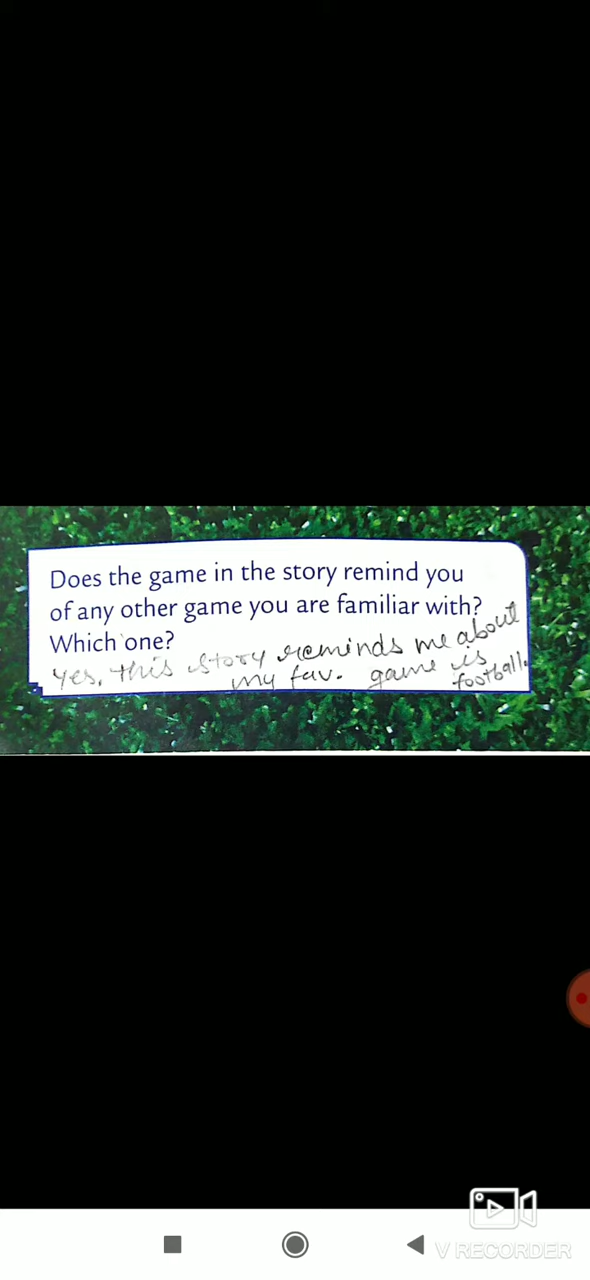 Does the game in the story remind you
of any other game you are familiar with?
Which one?
Yes, this story reminds me about
my fav. game is
football.
V RECORDER